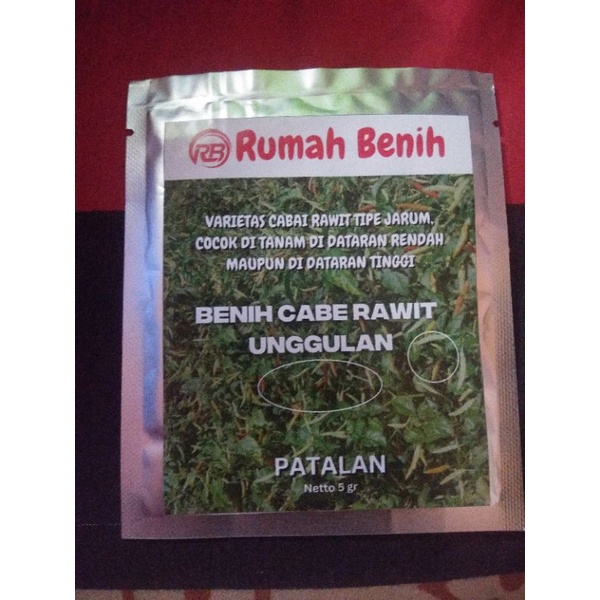 RB Rumah Benih
VARIETAS CABAI RAWIT TIPE JARUM,
COCOK DI TANAM DI DATARAN RENDAH
MAUPUN DI DATARAN TINGGI
BENIH CABE RAWIT
UNGGULAN
PATALAN
Netto 5 gr